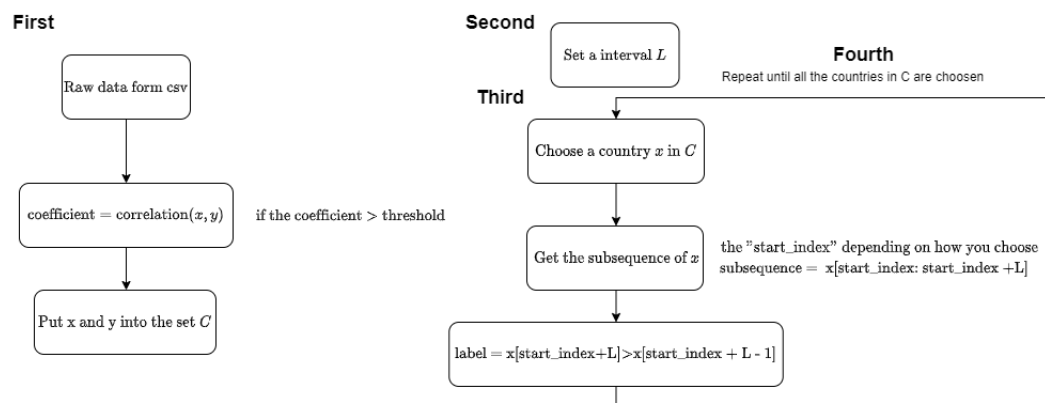 First
Raw data form csv
coefficient = correlation(x, y)
if the coefficient > threshold
Put x and y into the set C
Second
Set a interval L
Fourth
Repeat until all the countries in C are choosen
Third
Choose a country x in C
Get the subsequence of x
the "start_index" depending on how you choose
subsequence = x[start_index: start_index +L]
label = x[start_index+L]>x[start_index + L - 1]